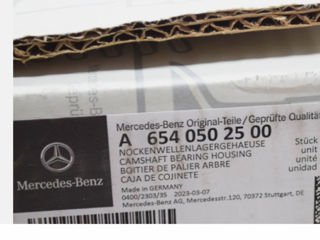 Mercedes-Benz Original-Teile/Geprüfte Qualitä
A 654 050 25 00
NOCKENWELLENLAGERGEHAEUSE
CAMSHAFT BEARING HOUSING
BOITIER DE PALIER ARBRE
CAJA DE COJINETE
Stück
unit
unité
unidad
Mercedes-Benz
Made in GERMANY
0400/2303/35 2023-03-07
Mercedes-Benz AG, Mercedesstr.120, 70372 Stuttgart, DE